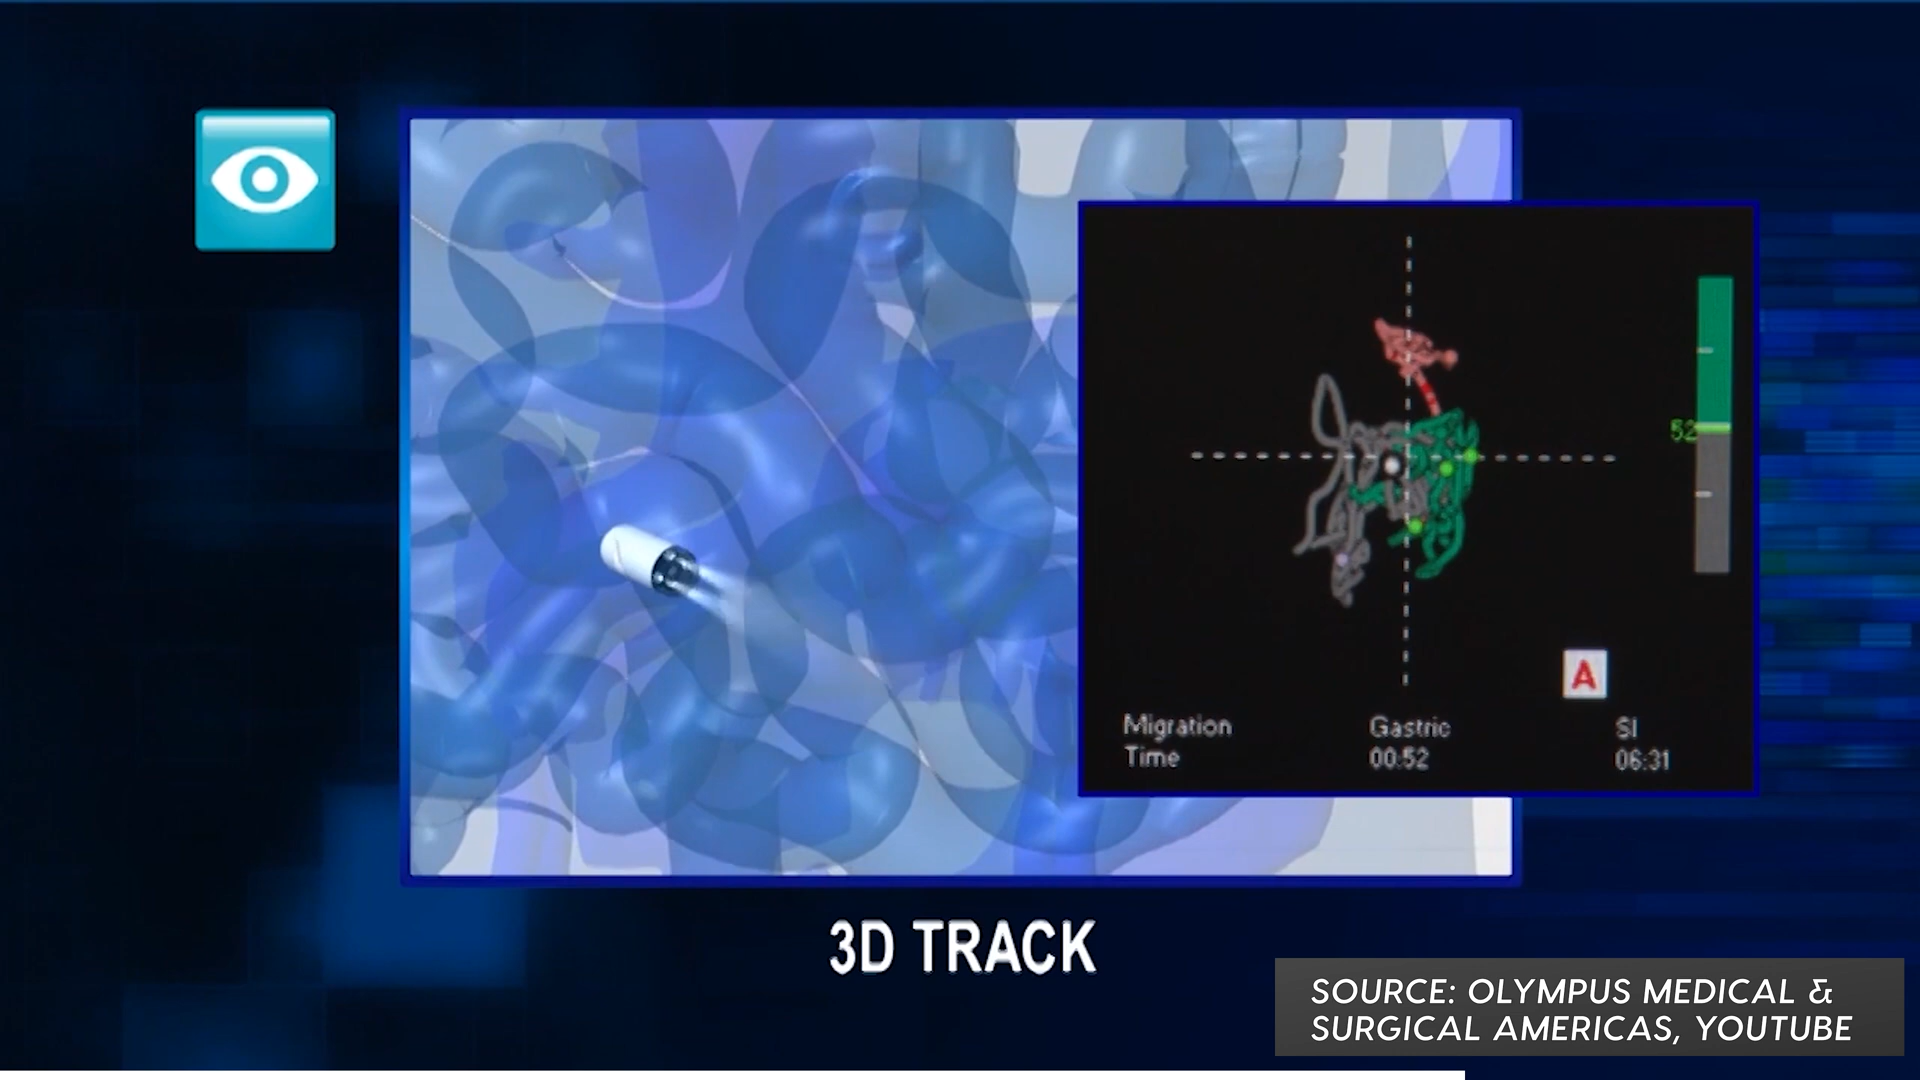 52
A
Migration Gastric SI
Time 00:52 06:31
3D TRACK
SOURCE: OLYMPUS MEDICAL &
SURGICAL AMERICAS, YOUTUBE